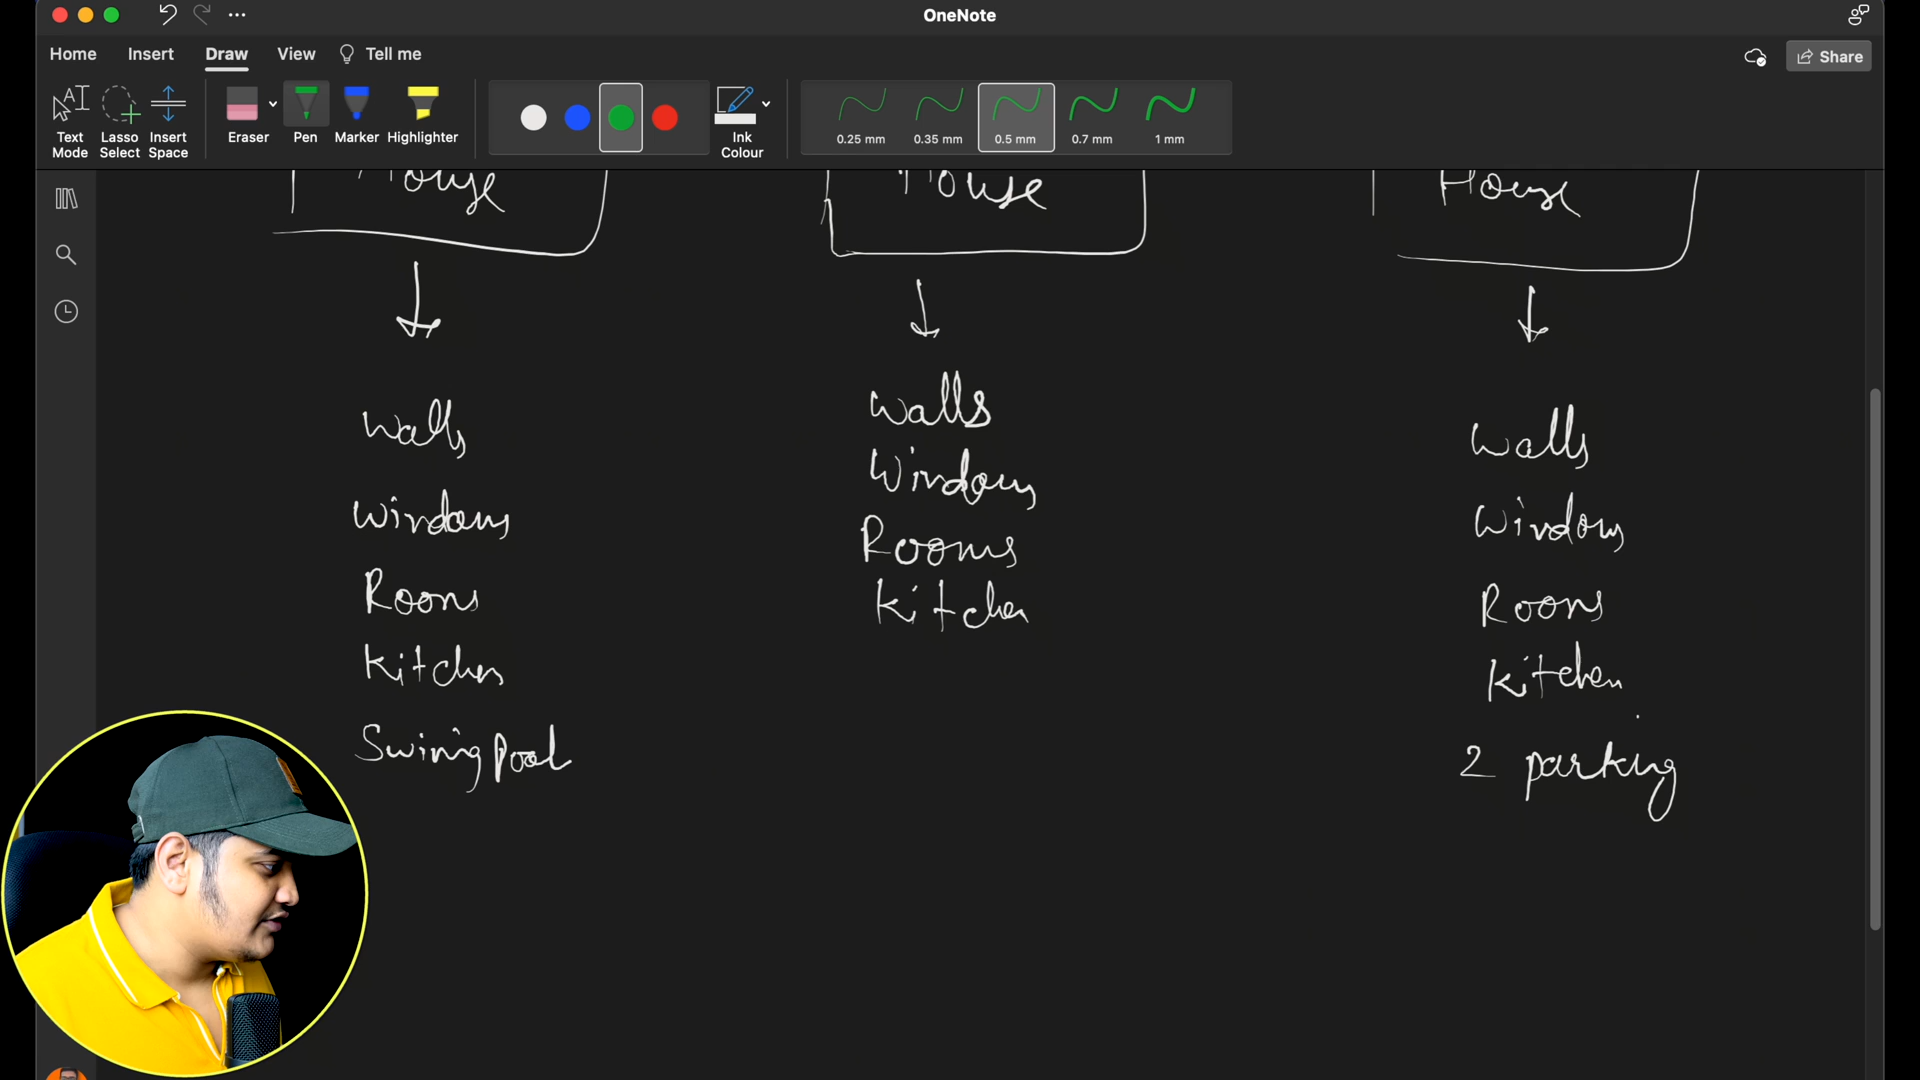 OneNote
Home Insert Draw View Tell me
Share
Text Mode
Lasso Select
Insert Space
Eraser
Pen
Marker
Highlighter
Ink Colour
0.25 mm
0.35 mm
0.5 mm
0.7 mm
1 mm
House
Walls
Windows
Rooms
Kitchen
Swiming Pool
House
Walls
Windows
Rooms
Kitchen
House
Walls
Windows
Rooms
Kitchen
2 parking